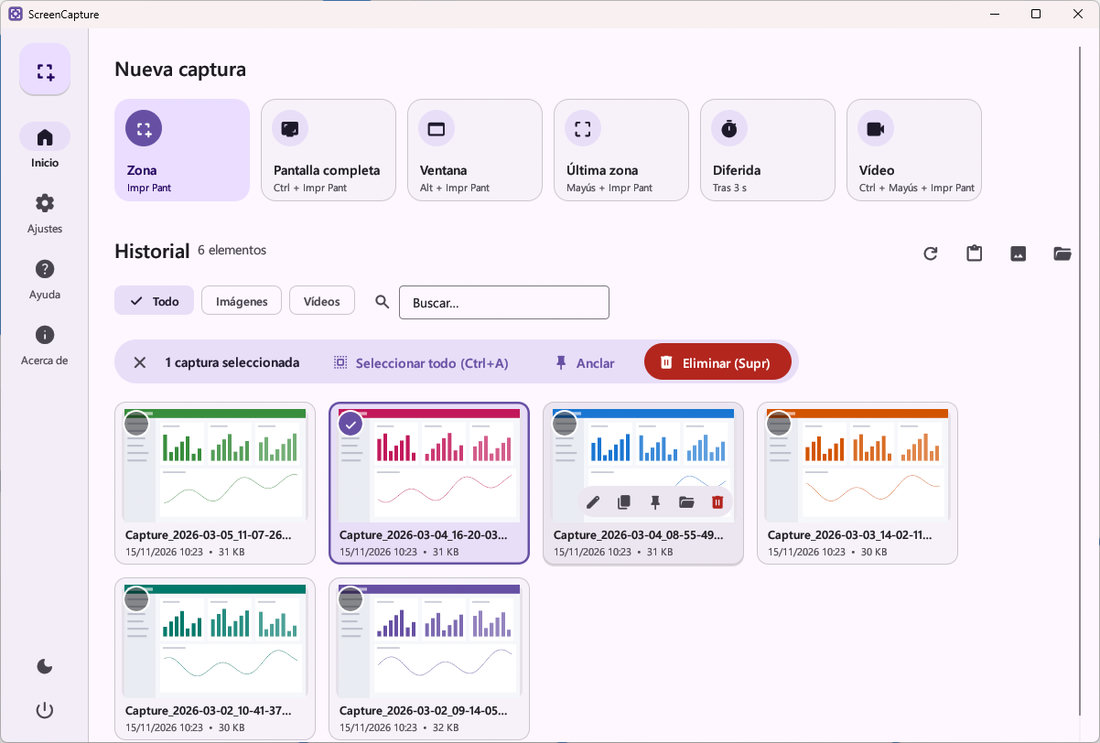 ScreenCapture
Nueva captura
Zona
Impr Pant
Pantalla completa
Ctrl + Impr Pant
Ventana
Alt + Impr Pant
Última zona
Mayús + Impr Pant
Diferida
Tras 3 s
Vídeo
Ctrl + Mayús + Impr Pant
Inicio
Ajustes
Ayuda
Acerca de
Historial 6 elementos
Todo Imágenes Vídeos Buscar...
1 captura seleccionada Seleccionar todo (Ctrl+A) Anclar Eliminar (Supr)
Capture_2026-03-05_11-07-26...
15/11/2026 10:23 • 31 KB
Capture_2026-03-04_16-20-03...
15/11/2026 10:23 • 31 KB
Capture_2026-03-04_08-55-49...
15/11/2026 10:23 • 31 KB
Capture_2026-03-03_14-02-11...
15/11/2026 10:23 • 30 KB
Capture_2026-03-02_10-41-37...
15/11/2026 10:23 • 30 KB
Capture_2026-03-02_09-14-05...
15/11/2026 10:23 • 32 KB